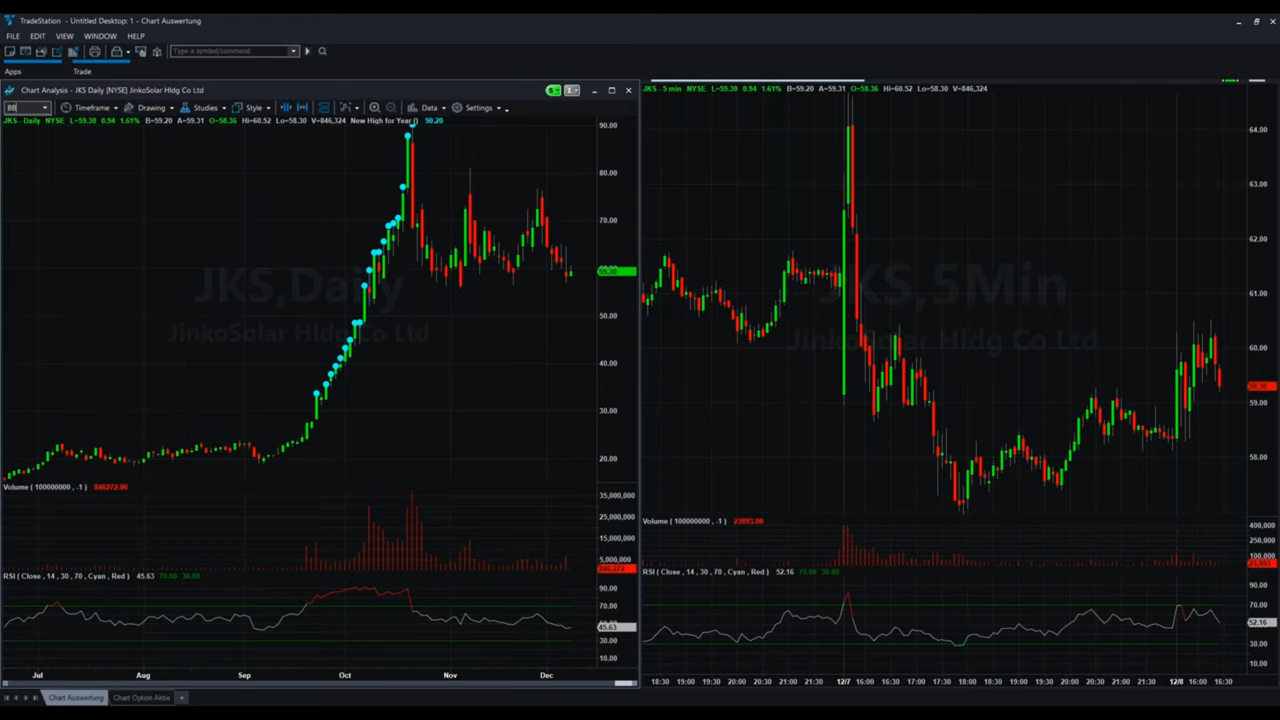 TradeStation - Untitled Desktop: 1 - Chart Auswertung
FILE EDIT VIEW WINDOW HELP
Type a symbol/command
Apps Trade
Chart Analysis - JKS Daily [NYSE] JinkoSolar Hldg Co Ltd
BB Timeframe Drawing Studies Style Data Settings
JKS - Daily NYSE L=59.30 0.94 1.61% B=59.20 A=59.31 O=58.36 Hi=60.52 Lo=58.30 V=846,324 New High for Year () 90.20
90.00
80.00
70.00
59.30
50.00
40.00
30.00
20.00
JKS,Daily
JinkoSolar Hldg Co Ltd
Volume ( 100000000 , -1 ) 846272.00
35,000,000
25,000,000
15,000,000
5,000,000
846,272
RSI ( Close , 14 , 30 , 70 , Cyan , Red ) 45.63 70.00 30.00
90.00
70.00
45.63
30.00
10.00
Jul Aug Sep Oct Nov Dec
JKS - 5 min NYSE L=59.30 0.94 1.61% B=59.20 A=59.31 O=58.36 Hi=60.52 Lo=58.30 V=846,324
64.00
63.00
62.00
61.00
60.00
59.30
59.00
58.00
JKS,5Min
JinkoSolar Hldg Co Ltd
Volume ( 100000000 , -1 ) 23893.00
400,000
250,000
100,000
23,893
RSI ( Close , 14 , 30 , 70 , Cyan , Red ) 52.16 70.00 30.00
90.00
70.00
52.16
30.00
10.00
18:30 19:00 19:30 20:00 20:30 21:00 21:30 12/7 16:00 16:30 17:00 17:30 18:00 18:30 19:00 19:30 20:00 20:30 21:00 21:30 12/8 16:00 16:30
Chart Auswertung Chart Option Aktie +